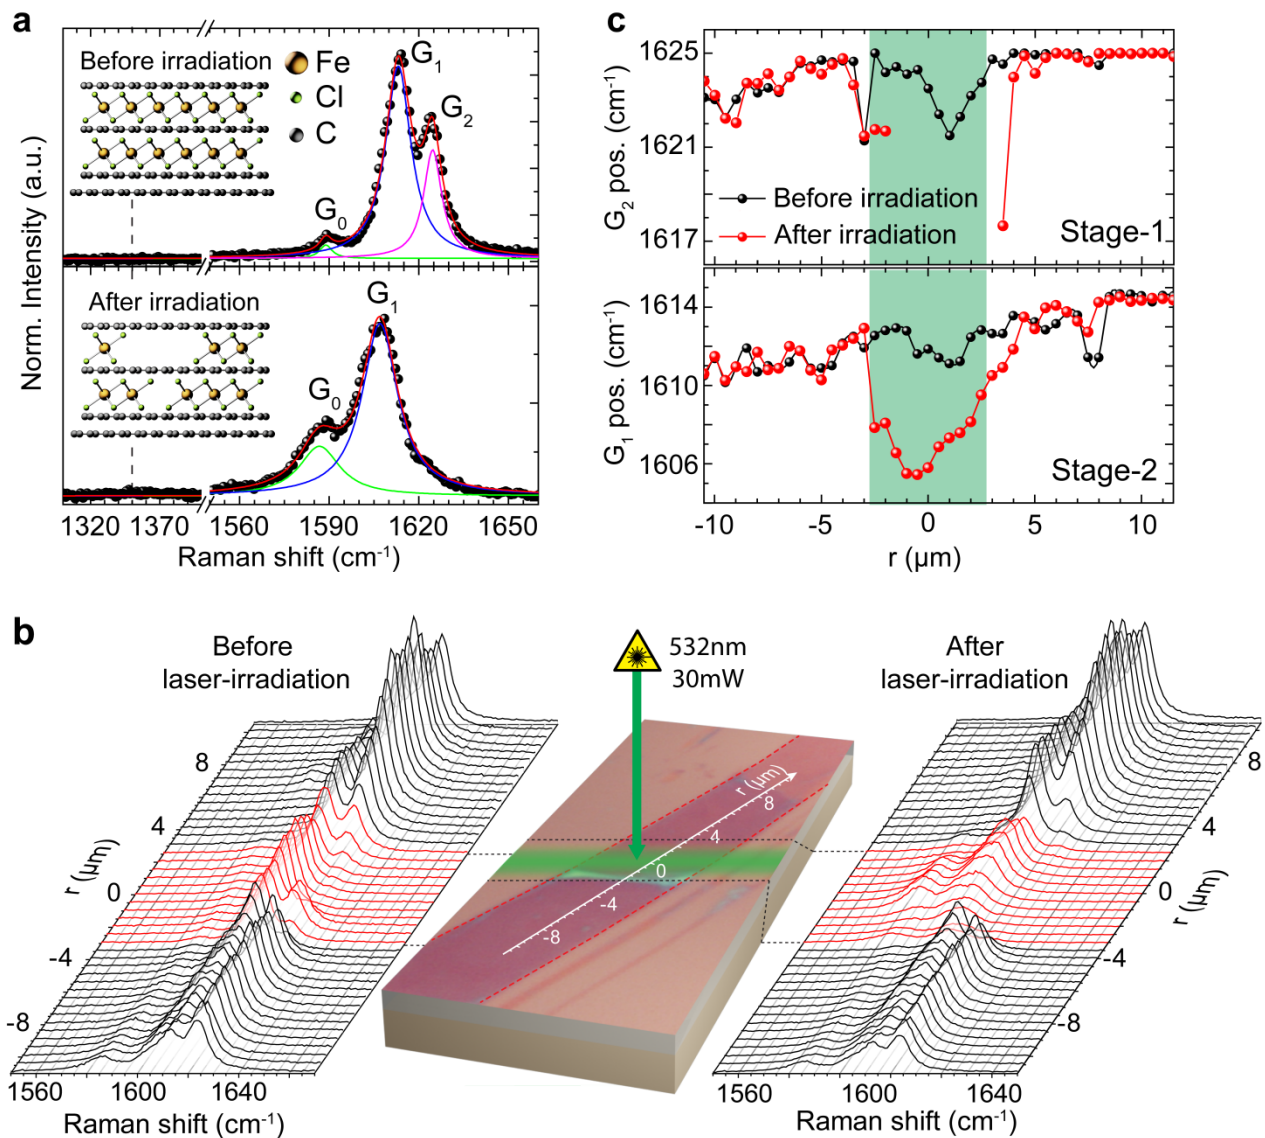 a
Before irradiation
Fe
Cl
C
G0
G1
G2
After irradiation
G0
G1
Norm. Intensity (a.u.)
1320 1370 1560 1590 1620 1650
Raman shift (cm-1)
c
1625
1621
1617
G2 pos. (cm-1)
Before irradiation
After irradiation
Stage-1
1614
1610
1606
G1 pos. (cm-1)
Stage-2
-10 -5 0 5 10
r (µm)
b
Before
laser-irradiation
8
4
0
-4
-8
r (µm)
1560 1600 1640
Raman shift (cm-1)
532nm
30mW
r (µm)
8
4
0
-4
-8
After
laser-irradiation
8
4
0
-4
-8
r (µm)
1560 1600 1640
Raman shift (cm-1)